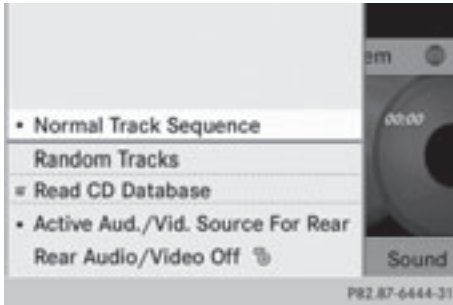 em
• Normal Track Sequence
00:00
Random Tracks
Read CD Database
• Active Aud./Vid. Source For Rear
Rear Audio/Video Off
Sound
P82.87-6444-31